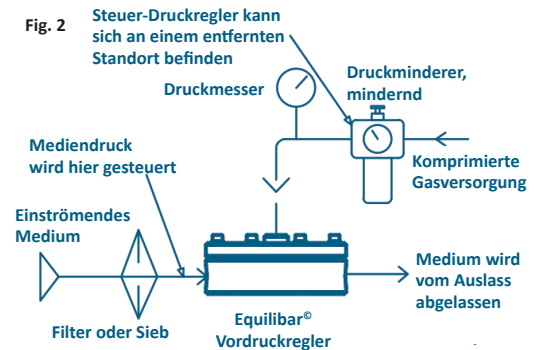 Fig. 2
Steuer-Druckregler kann
sich an einem entfernten
Standort befinden
Druckmesser
Druckminderer,
mindernd
Mediendruck
wird hier gesteuert
Komprimierte
Gasversorgung
Einströmendes
Medium
Medium wird
vom Auslass
abgelassen
Filter oder Sieb
Equilibar©
Vordruckregler